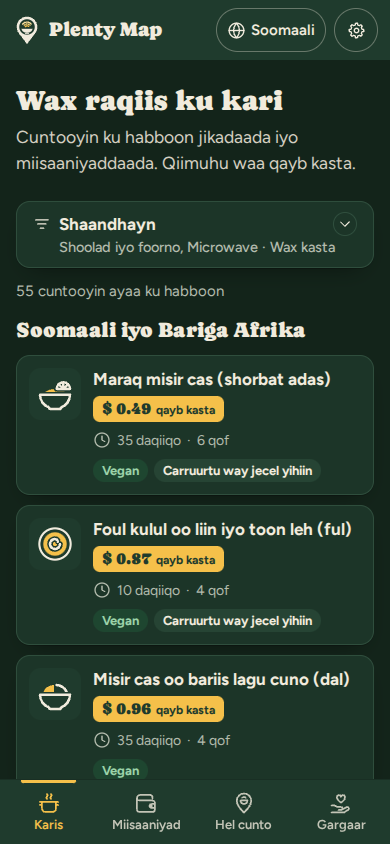 Plenty Map
Soomaali
Wax raqiis ku kari
Cuntooyin ku habboon jikadaada iyo
miisaaniyaddaada. Qiimuhu waa qayb kasta.
Shaandhayn
Shoolad iyo foorno, Microwave · Wax kasta
55 cuntooyin ayaa ku habboon
Soomaali iyo Bariga Afrika
Maraq misir cas (shorbat adas)
$ 0.49 qayb kasta
35 daqiiqo · 6 qof
Vegan Carruurtu way jecel yihiin
Foul kulul oo liin iyo toon leh (ful)
$ 0.87 qayb kasta
10 daqiiqo · 4 qof
Vegan Carruurtu way jecel yihiin
Misir cas oo bariis lagu cuno (dal)
$ 0.96 qayb kasta
35 daqiiqo · 4 qof
Vegan
Karis Miisaaniyad Hel cunto Gargaar